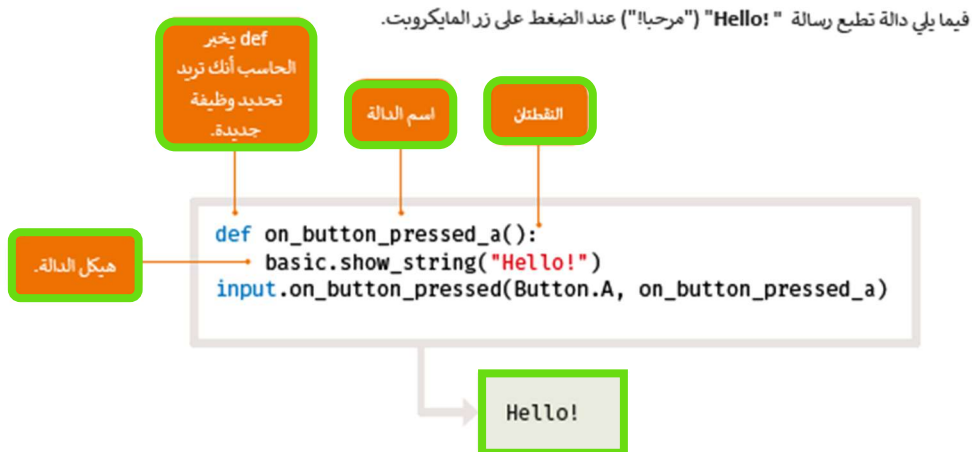 فيما يلي دالة تطبع رسالة "Hello! " ("مرحبا!") عند الضغط على زر المايكروبت.
def يخبر
الحاسب أنك تريد
تحديد وظيفة
جديدة.
اسم الدالة
النقطتان
def on_button_pressed_a():
هيكل الدالة.
basic.show_string("Hello!")
input.on_button_pressed(Button.A, on_button_pressed_a)
Hello!